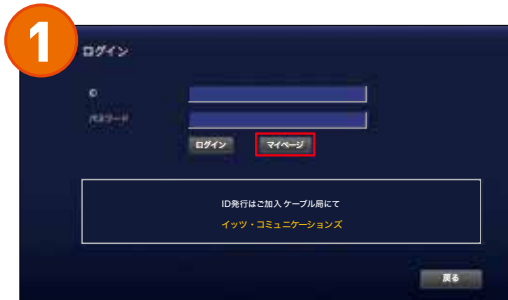 1
ログイン
ID
パスワード
ログイン マイページ
ID発行はご加入ケーブル局にて
イッツ・コミュニケーションズ
戻る